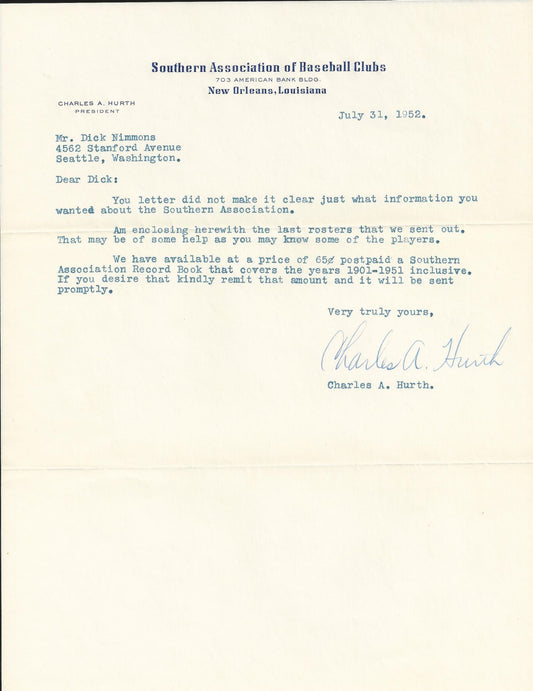 Southern Association of Baseball Clubs
703 AMERICAN BANK BLDG.
New Orleans, Louisiana
CHARLES A. HURTH
PRESIDENT
July 31, 1952.
Mr. Dick Nimmons
4562 Stanford Avenue
Seattle, Washington.
Dear Dick:
You letter did not make it clear just what information you
wanted about the Southern Association.
Am enclosing herewith the last rosters that we sent out.
That may be of some help as you may know some of the players.
We have available at a price of 65¢ postpaid a Southern
Association Record Book that covers the years 1901-1951 inclusive.
If you desire that kindly remit that amount and it will be sent
promptly.
Very truly yours,
Charles A. Hurth
Charles A. Hurth.